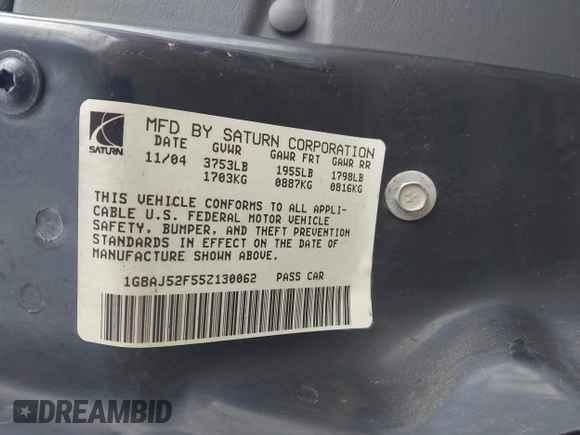 SATURN
MFD BY SATURN CORPORATION
DATE GVWR GAWR FRT GAWR RR
11/04 3753LB 1955LB 1798LB
1703KG 0887KG 0816KG
THIS VEHICLE CONFORMS TO ALL APPLI-
CABLE U.S. FEDERAL MOTOR VEHICLE
SAFETY, BUMPER, AND THEFT PREVENTION
STANDARDS IN EFFECT ON THE DATE OF
MANUFACTURE SHOWN ABOVE.
1G8AJ52F55Z130062 PASS CAR
DREAMBID